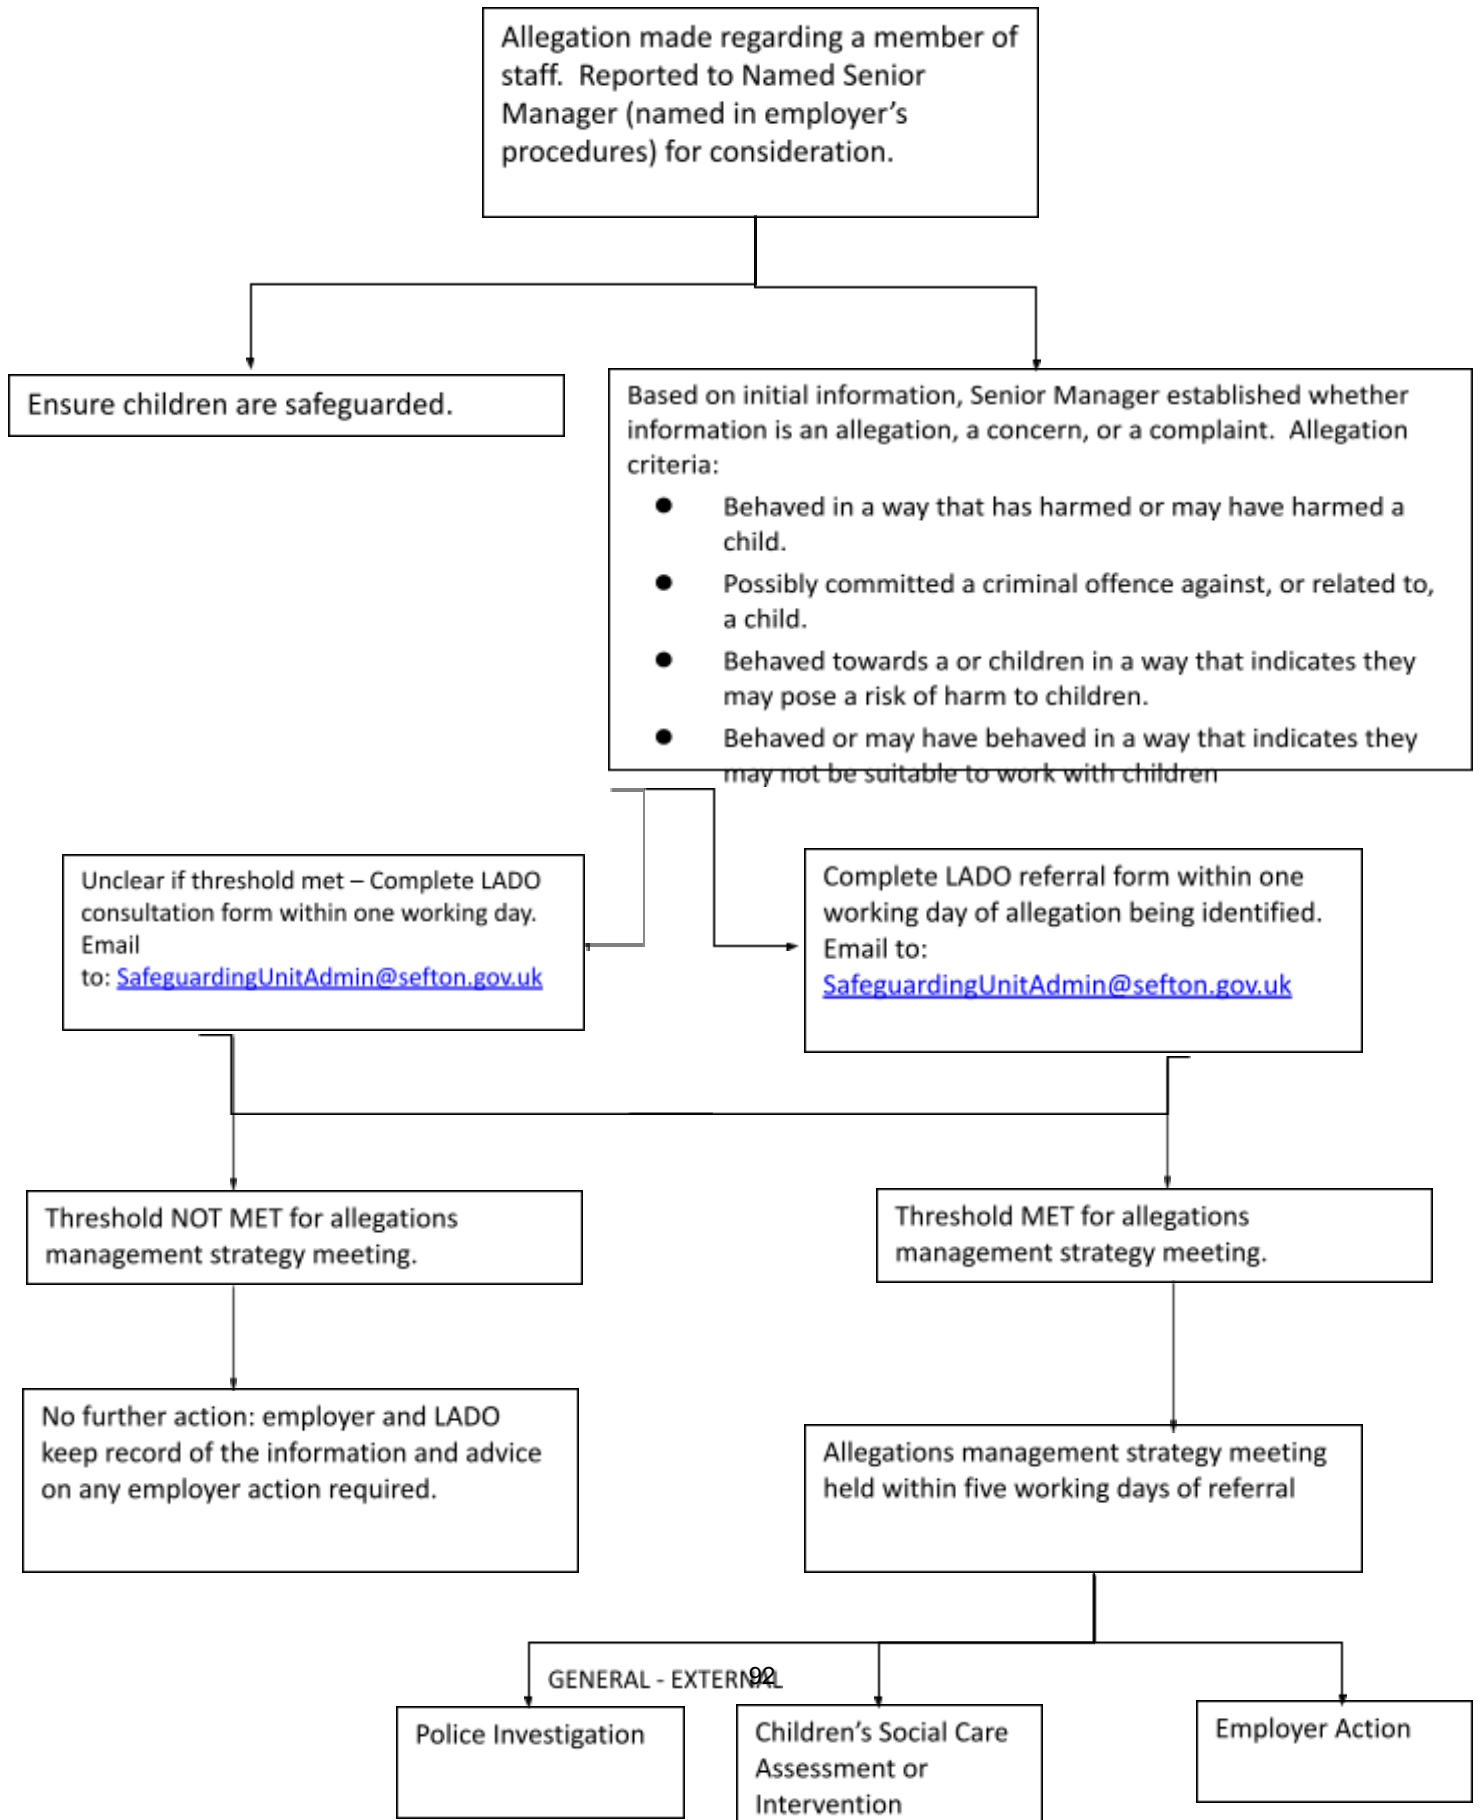 Allegation made regarding a member of
staff.  Reported to Named Senior
Manager (named in employer's
procedures) for consideration.
Ensure children are safeguarded.
Based on initial information, Senior Manager established whether
information is an allegation, a concern, or a complaint.  Allegation
criteria:
● Behaved in a way that has harmed or may have harmed a
child.
● Possibly committed a criminal offence against, or related to,
a child.
● Behaved towards a or children in a way that indicates they
may pose a risk of harm to children.
● Behaved or may have behaved in a way that indicates they
may not be suitable to work with children
Unclear if threshold met – Complete LADO
consultation form within one working day.
Email
to: SafeguardingUnitAdmin@sefton.gov.uk
Complete LADO referral form within one
working day of allegation being identified.
Email to:
SafeguardingUnitAdmin@sefton.gov.uk
Threshold NOT MET for allegations
management strategy meeting.
Threshold MET for allegations
management strategy meeting.
No further action: employer and LADO
keep record of the information and advice
on any employer action required.
Allegations management strategy meeting
held within five working days of referral
GENERAL - EXTERNAL
92
Police Investigation
Children's Social Care
Assessment or
Intervention
Employer Action